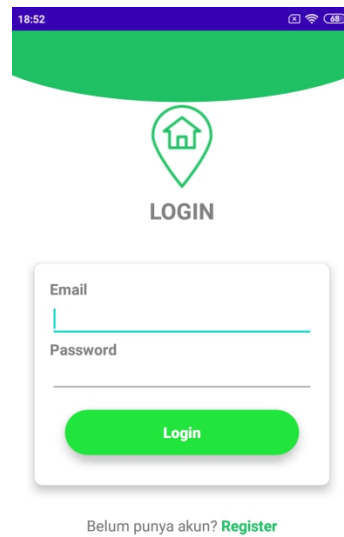 18:52
68
LOGIN
Email
Password
Login
Belum punya akun? Register